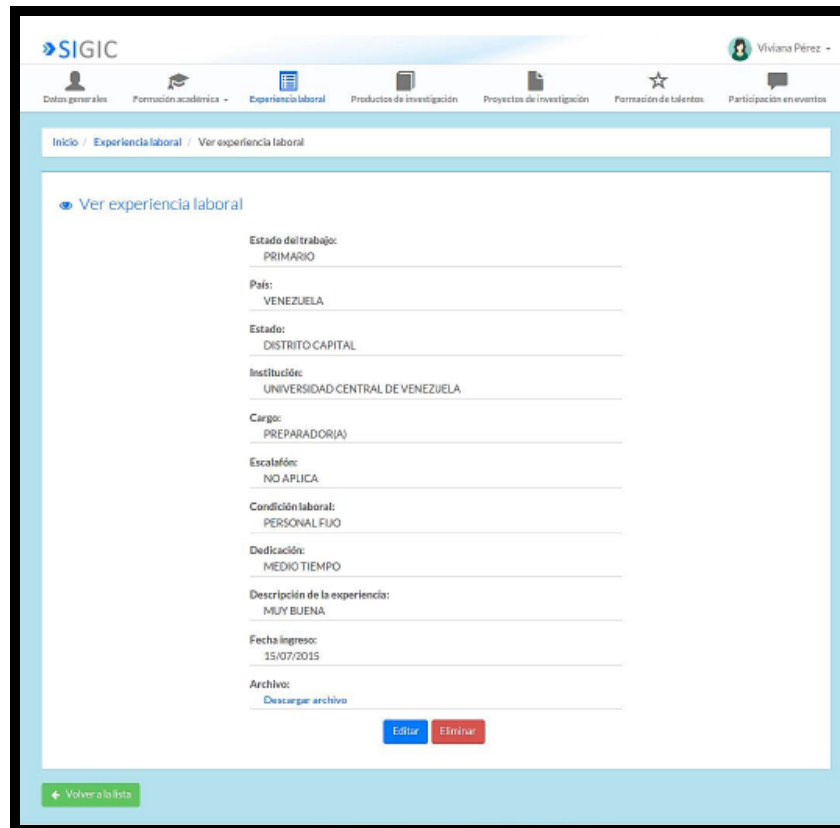 SIGIC
Viviana Pérez
Datos generales
Formación académica
Experiencia laboral
Productos de investigación
Proyectos de investigación
Formación de talentos
Participación en eventos
Inicio / Experiencia laboral / Ver experiencia laboral
Ver experiencia laboral
Estado del trabajo:
PRIMARIO
País:
VENEZUELA
Estado:
DISTRITO CAPITAL
Institución:
UNIVERSIDAD CENTRAL DE VENEZUELA
Cargo:
PREPARADOR(A)
Escalafón:
NO APLICA
Condición laboral:
PERSONAL FIJO
Dedicación:
MEDIO TIEMPO
Descripción de la experiencia:
MUY BUENA
Fecha ingreso:
15/07/2015
Archivo:
Descargar archivo
Editar
Eliminar
Volver a la lista